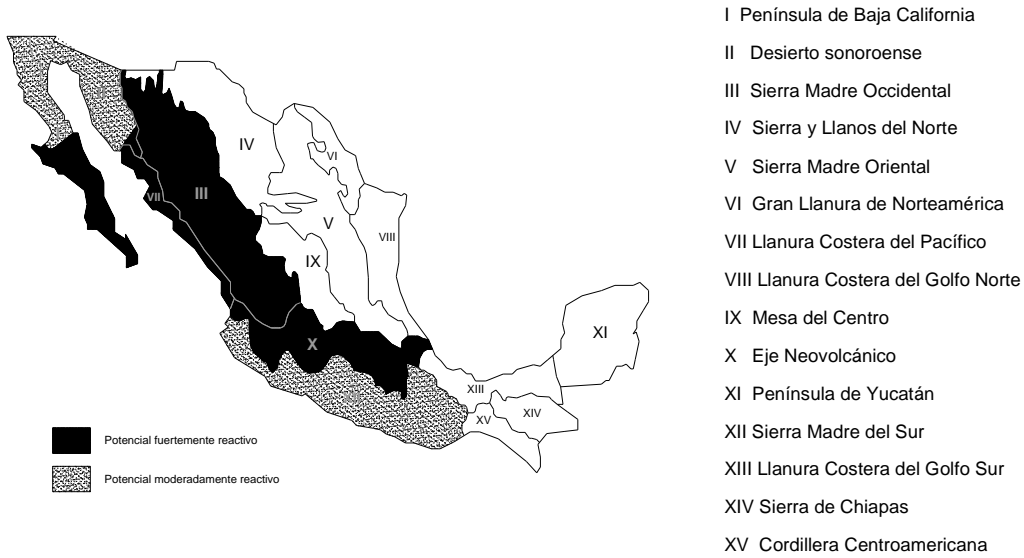 I Península de Baja California
II Desierto sonoroense
III Sierra Madre Occidental
IV Sierra y Llanos del Norte
V Sierra Madre Oriental
VI Gran Llanura de Norteamérica
VII Llanura Costera del Pacífico
VIII Llanura Costera del Golfo Norte
IX Mesa del Centro
X Eje Neovolcánico
XI Península de Yucatán
XII Sierra Madre del Sur
XIII Llanura Costera del Golfo Sur
XIV Sierra de Chiapas
XV Cordillera Centroamericana
IV
VI
VII
III
V
VIII
IX
X
XI
XIII
XV
XIV
Potencial fuertemente reactivo
Potencial moderadamente reactivo